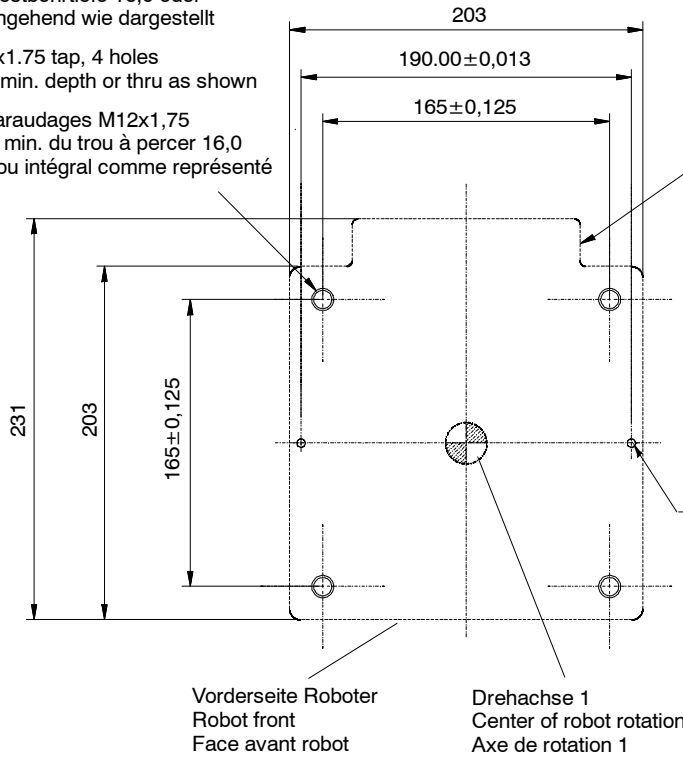 oder
ngehend wie dargestellt
x1.75 tap, 4 holes
min. depth or thru as shown
araudages M12x1,75
min. du trou à percer 16,0
ou intégral comme représenté
203
190.00±0,013
165±0,125
231
203
165±0,125
Vorderseite Roboter
Robot front
Face avant robot
Drehachse 1
Center of robot rotation
Axe de rotation 1